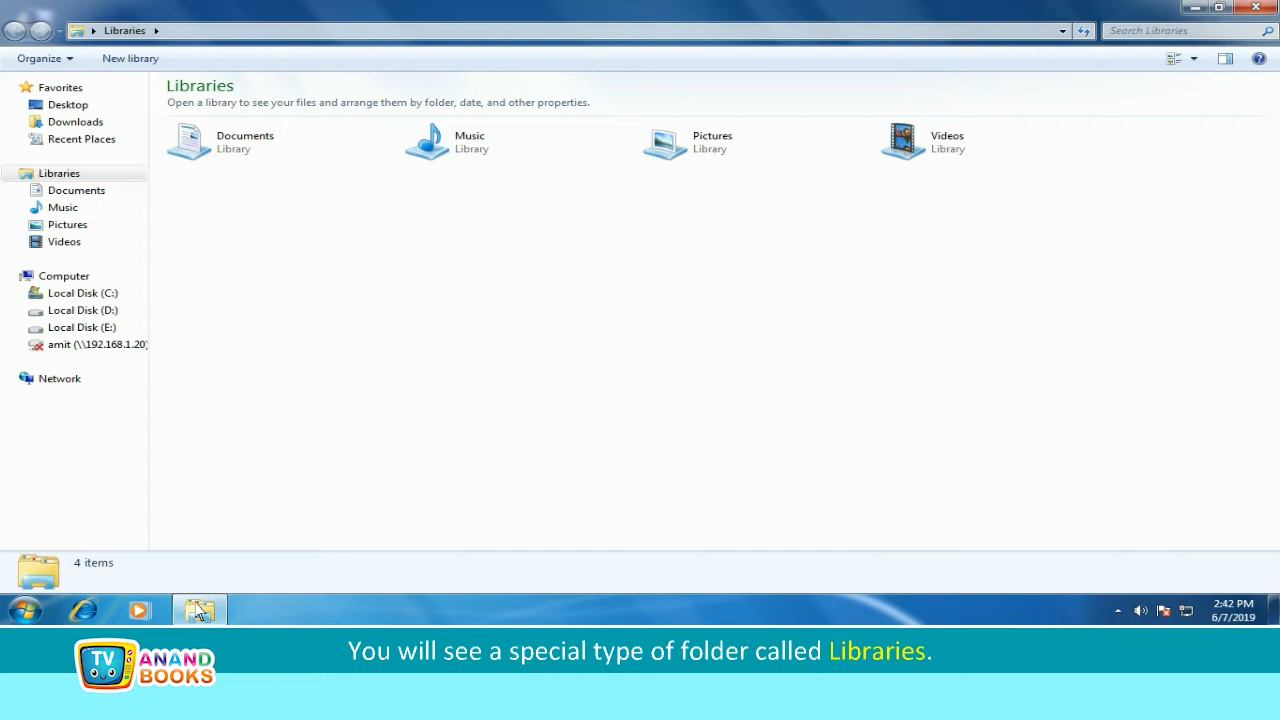 Libraries
Search Libraries
Organize
New library
Favorites
Desktop
Downloads
Recent Places
Libraries
Documents
Music
Pictures
Videos
Computer
Local Disk (C:)
Local Disk (D:)
Local Disk (E:)
amit (\\192.168.1.20)
Network
Libraries
Open a library to see your files and arrange them by folder, date, and other properties.
Documents
Library
Music
Library
Pictures
Library
Videos
Library
4 items
2:42 PM
6/7/2019
You will see a special type of folder called Libraries.
TV
ANAND
BOOKS